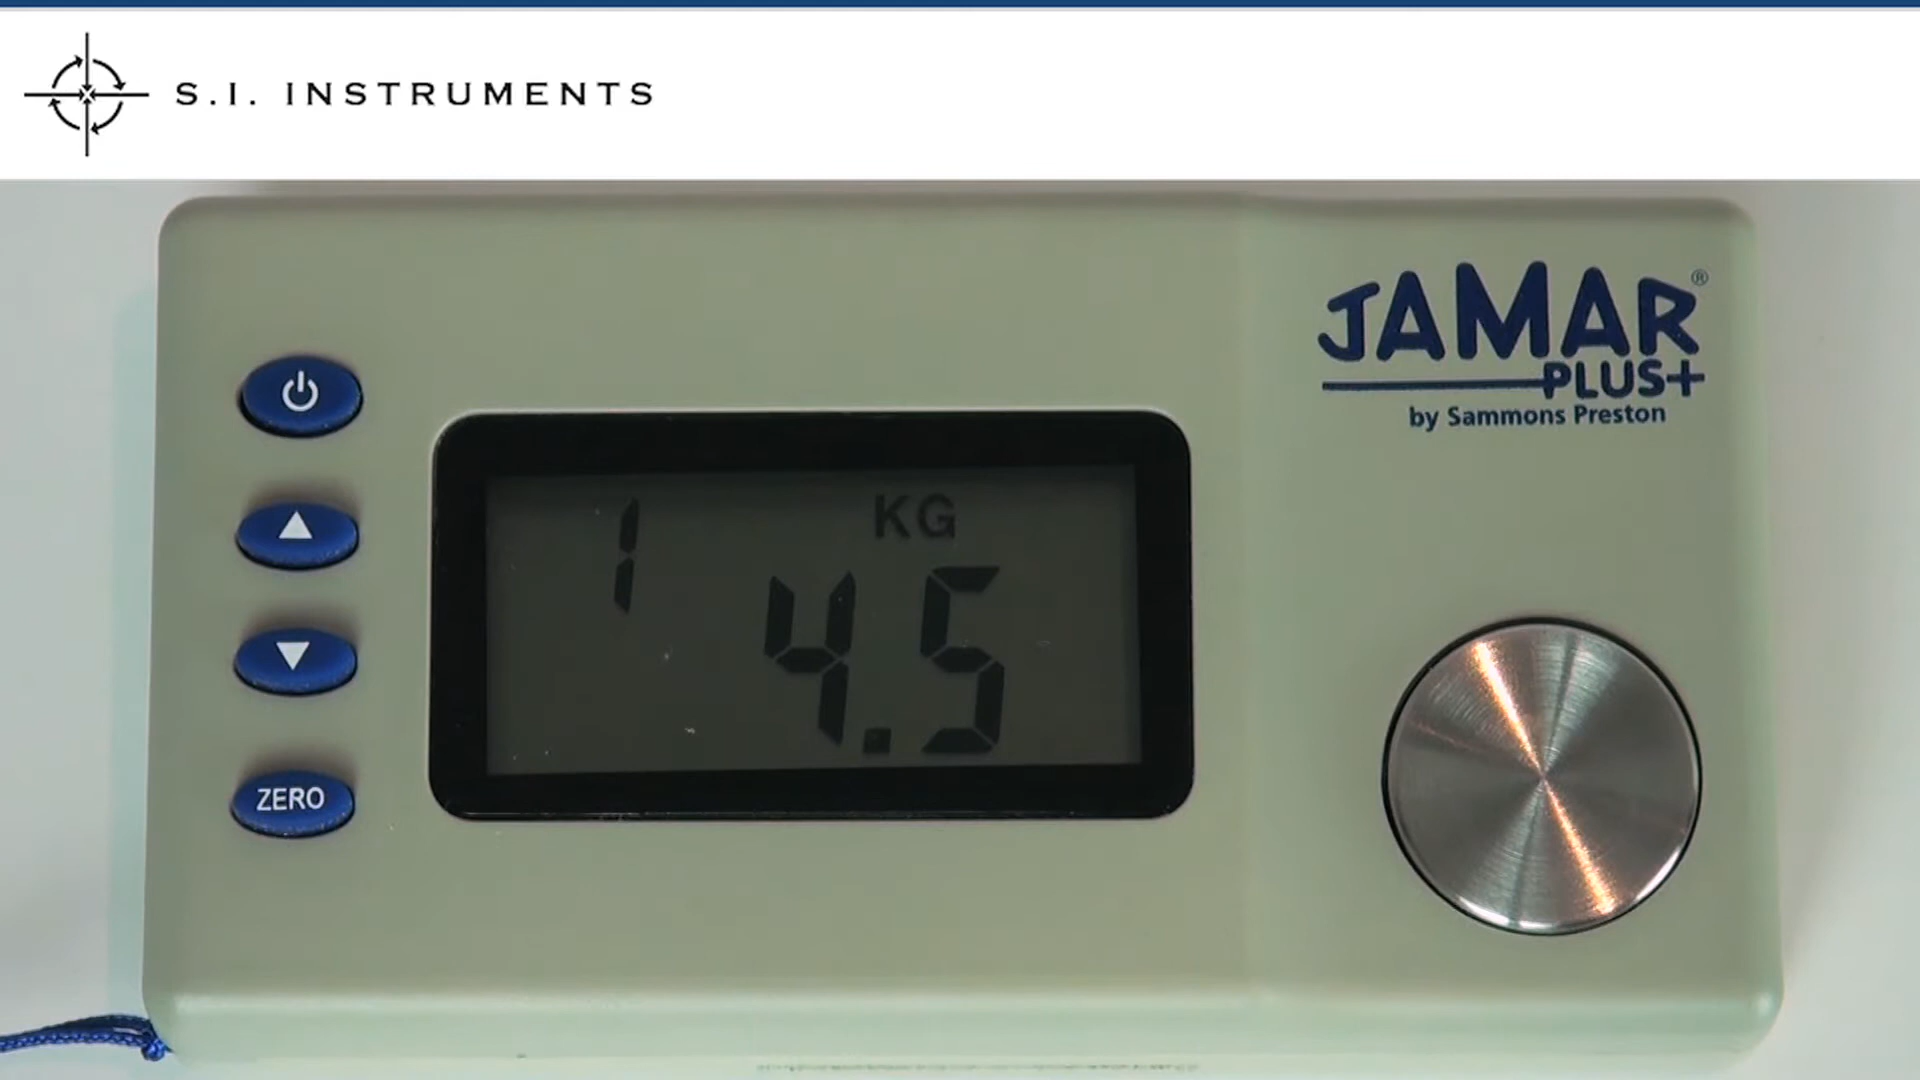 S.I. INSTRUMENTS
JAMAR®
PLUS+
by Sammons Preston
1
KG
4.5
ZERO